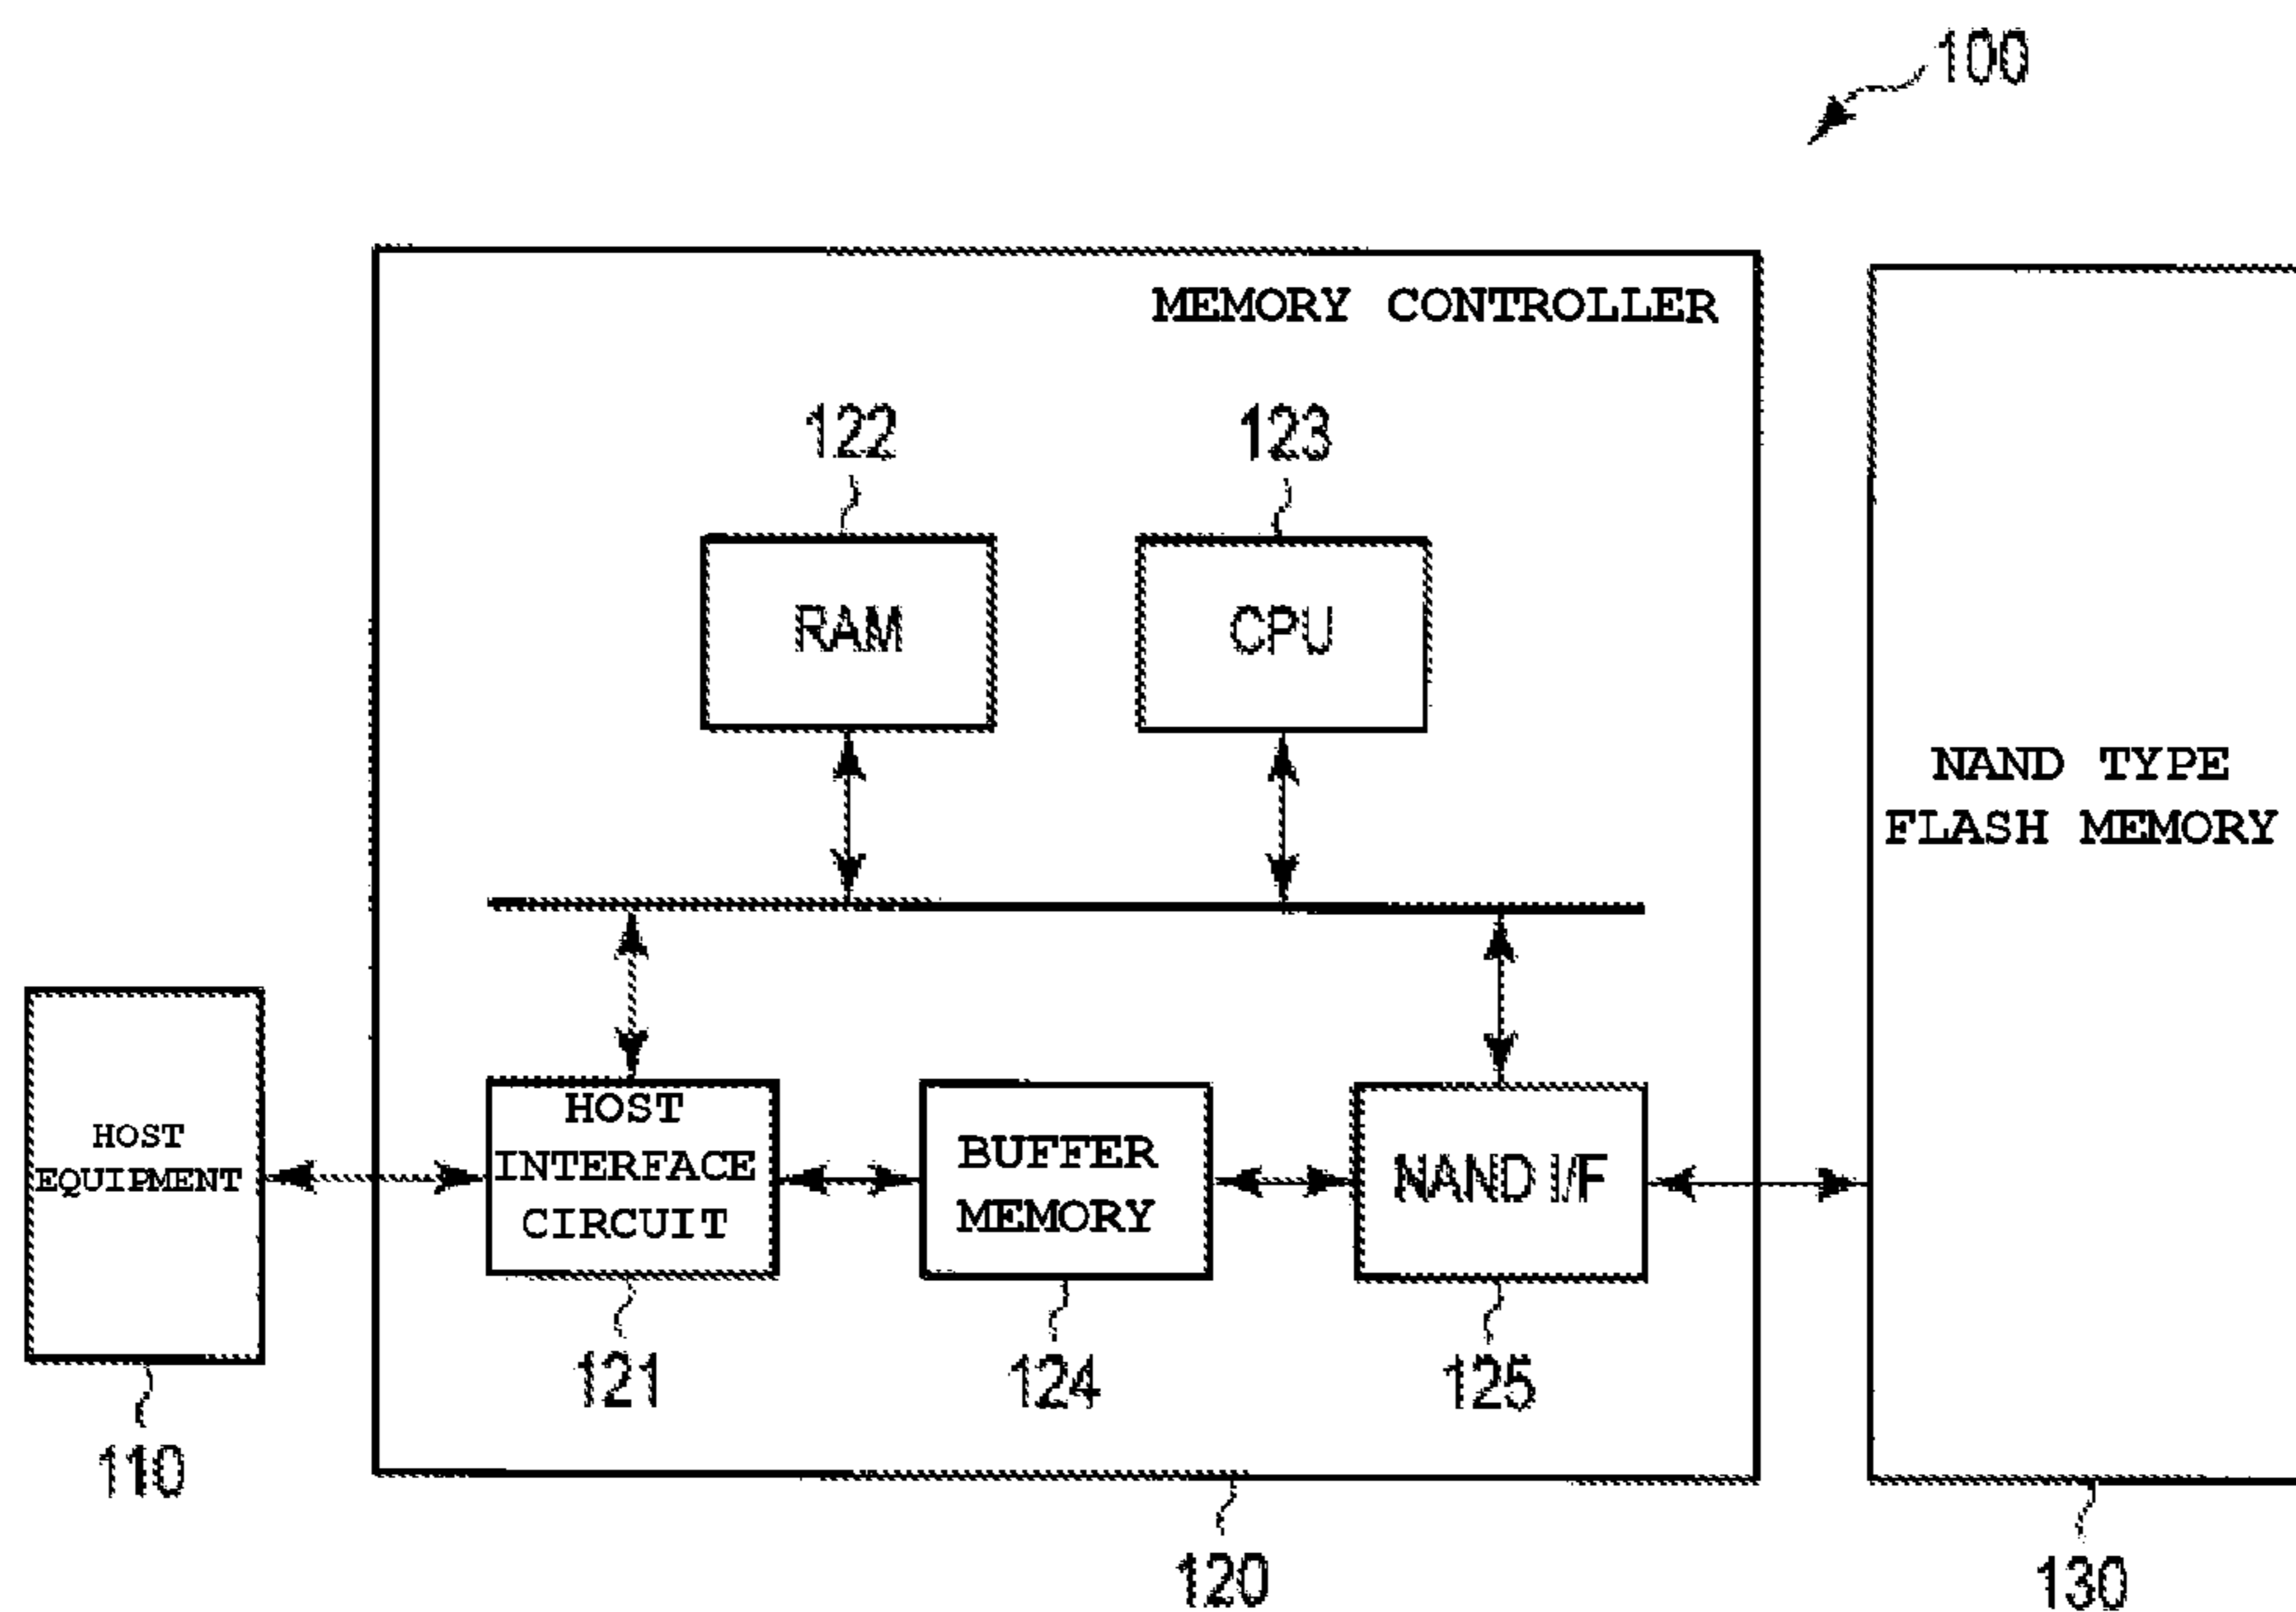 100
MEMORY CONTROLLER
122
123
RAM
CPU
NAND TYPE
FLASH MEMORY
HOST
EQUIPMENT
HOST
INTERFACE
CIRCUIT
BUFFER
MEMORY
NAND I/F
121
124
125
110
120
130